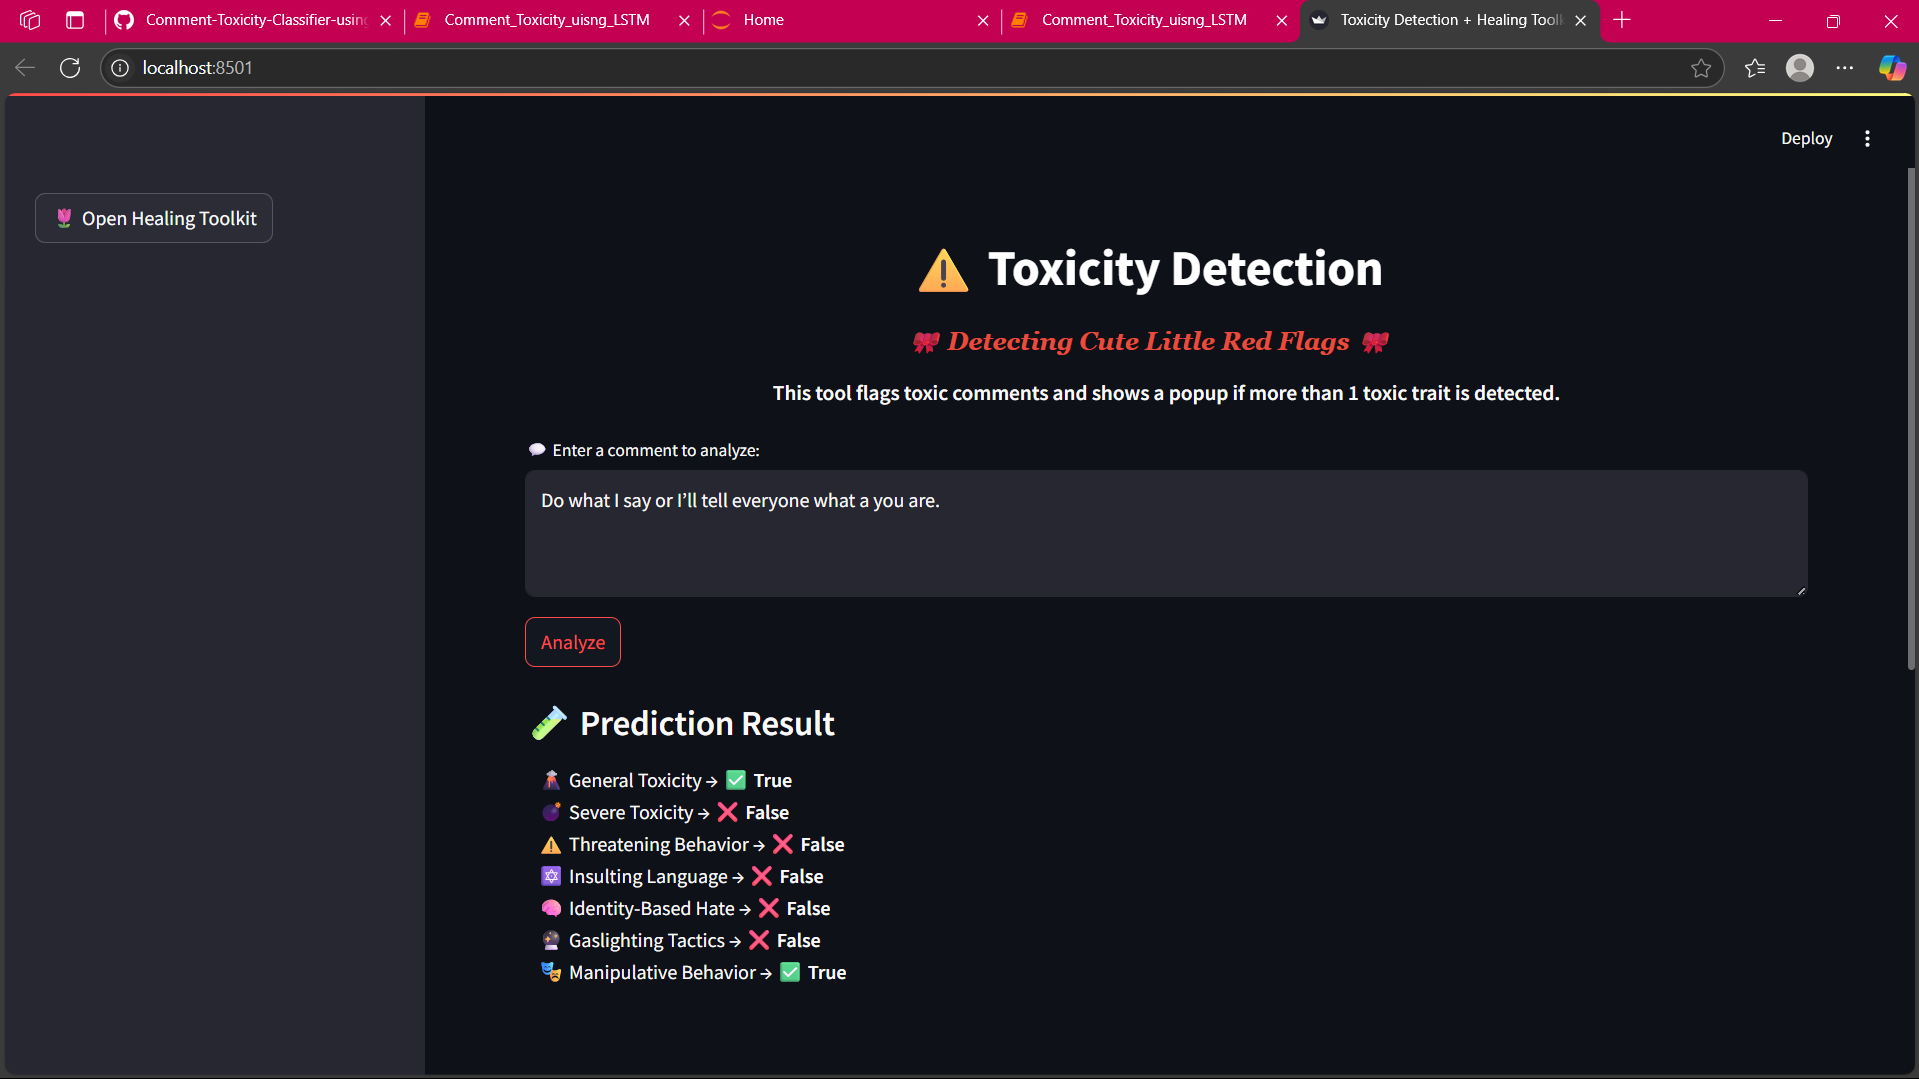 Comment-Toxicity-Classifier-using
Comment_Toxicity_uisng_LSTM
Home
Comment_Toxicity_uisng_LSTM
Toxicity Detection + Healing Tool
localhost:8501
Deploy
Open Healing Toolkit
Toxicity Detection
Detecting Cute Little Red Flags
This tool flags toxic comments and shows a popup if more than 1 toxic trait is detected.
Enter a comment to analyze:
Do what I say or I’ll tell everyone what a you are.
Analyze
Prediction Result
General Toxicity → ✅ True
Severe Toxicity → ❌ False
Threatening Behavior → ❌ False
Insulting Language → ❌ False
Identity-Based Hate → ❌ False
Gaslighting Tactics → ❌ False
Manipulative Behavior → ✅ True